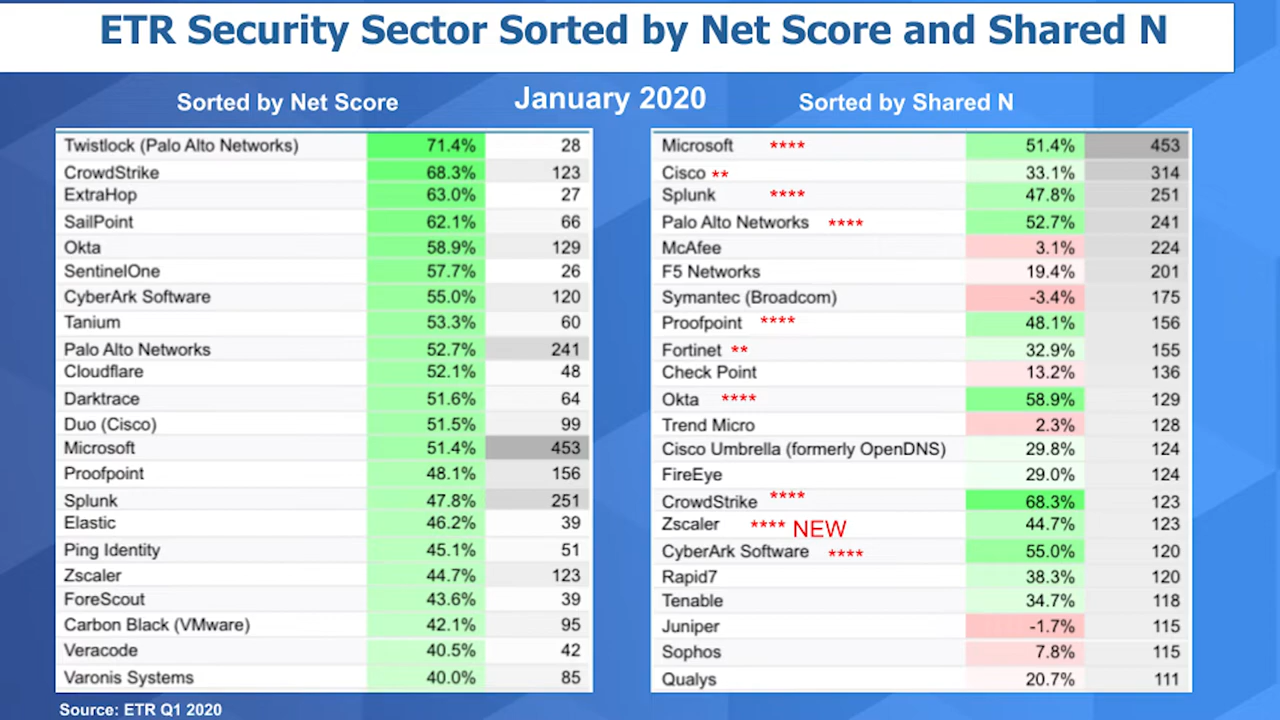 ETR Security Sector Sorted by Net Score and Shared N
Sorted by Net Score
January 2020
Sorted by Shared N
Twistlock (Palo Alto Networks) 71.4% 28
CrowdStrike 68.3% 123
ExtraHop 63.0% 27
SailPoint 62.1% 66
Okta 58.9% 129
SentinelOne 57.7% 26
CyberArk Software 55.0% 120
Tanium 53.3% 60
Palo Alto Networks 52.7% 241
Cloudflare 52.1% 48
Darktrace 51.6% 64
Duo (Cisco) 51.5% 99
Microsoft 51.4% 453
Proofpoint 48.1% 156
Splunk 47.8% 251
Elastic 46.2% 39
Ping Identity 45.1% 51
Zscaler 44.7% 123
ForeScout 43.6% 39
Carbon Black (VMware) 42.1% 95
Veracode 40.5% 42
Varonis Systems 40.0% 85
Microsoft **** 51.4% 453
Cisco ** 33.1% 314
Splunk **** 47.8% 251
Palo Alto Networks **** 52.7% 241
McAfee 3.1% 224
F5 Networks 19.4% 201
Symantec (Broadcom) -3.4% 175
Proofpoint **** 48.1% 156
Fortinet ** 32.9% 155
Check Point 13.2% 136
Okta **** 58.9% 129
Trend Micro 2.3% 128
Cisco Umbrella (formerly OpenDNS) 29.8% 124
FireEye 29.0% 124
CrowdStrike **** 68.3% 123
Zscaler **** NEW 44.7% 123
CyberArk Software **** 55.0% 120
Rapid7 38.3% 120
Tenable 34.7% 118
Juniper -1.7% 115
Sophos 7.8% 115
Qualys 20.7% 111
Source: ETR Q1 2020